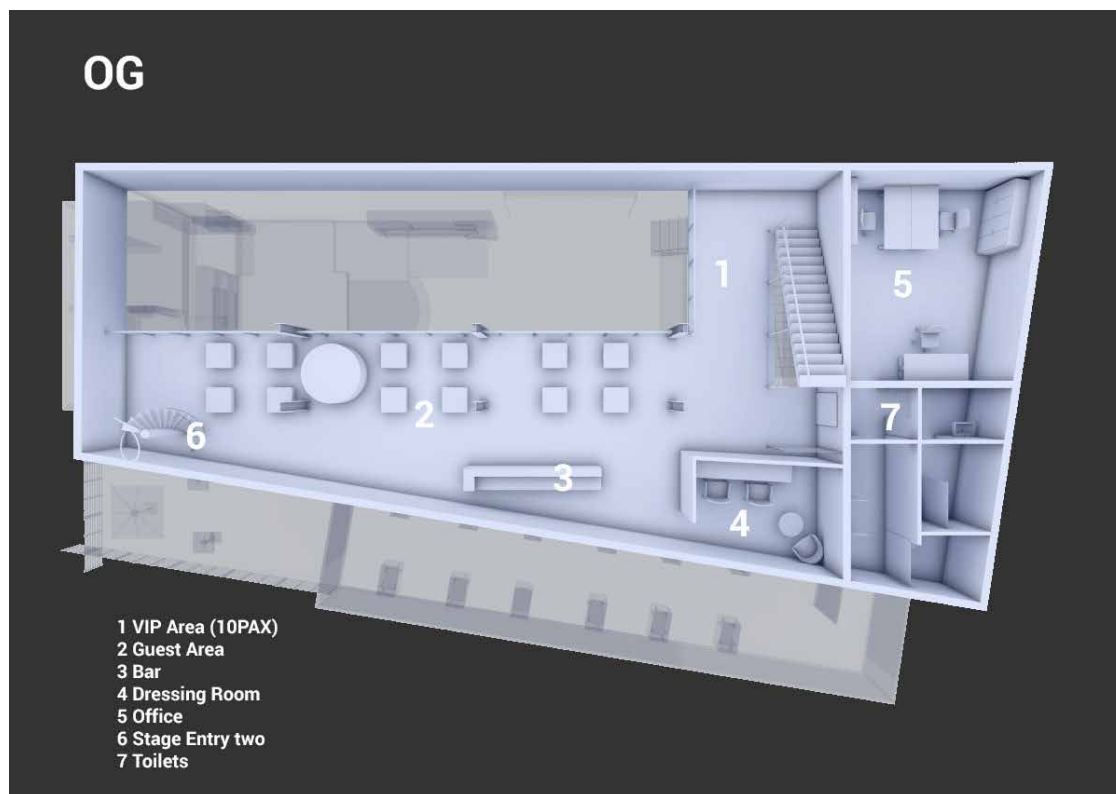 OG
1
5
2
7
6
3
4
1 VIP Area (10PAX)
2 Guest Area
3 Bar
4 Dressing Room
5 Office
6 Stage Entry two
7 Toilets